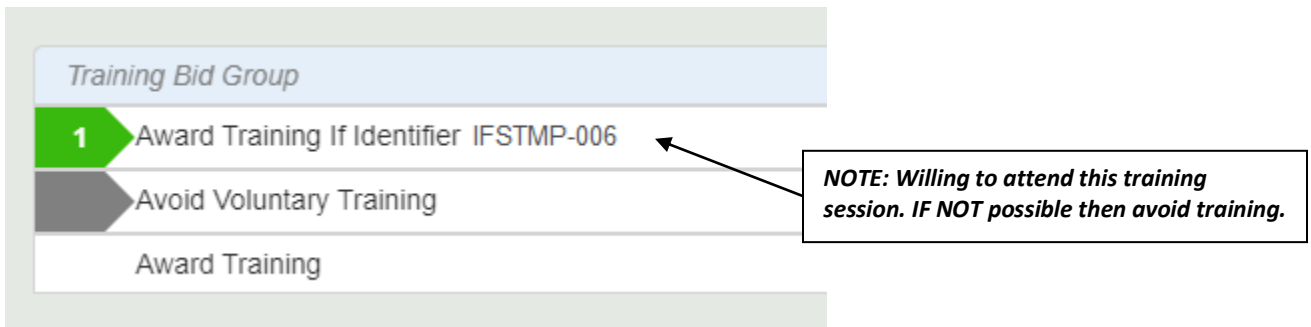 Training Bid Group
1 Award Training If Identifier IFSTMP-006
Avoid Voluntary Training
Award Training
NOTE: Willing to attend this training
session. IF NOT possible then avoid training.